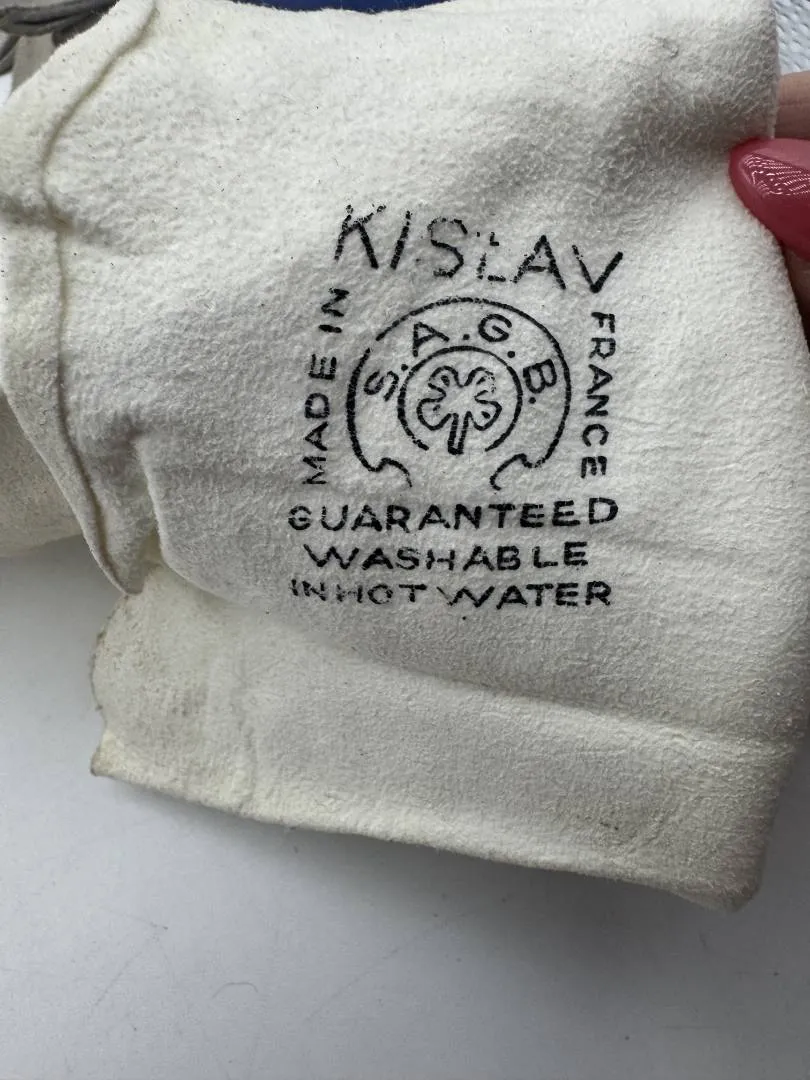 KISLAV
MADE IN
S.A.G.B.
FRANCE
GUARANTEED
WASHABLE
IN HOT WATER